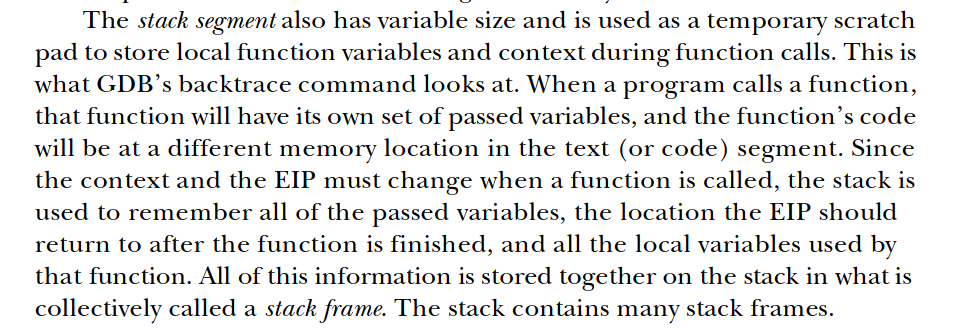 The stack segment also has variable size and is used as a temporary scratch
pad to store local function variables and context during function calls. This is
what GDB’s backtrace command looks at. When a program calls a function,
that function will have its own set of passed variables, and the function’s code
will be at a different memory location in the text (or code) segment. Since
the context and the EIP must change when a function is called, the stack is
used to remember all of the passed variables, the location the EIP should
return to after the function is finished, and all the local variables used by
that function. All of this information is stored together on the stack in what is
collectively called a stack frame. The stack contains many stack frames.